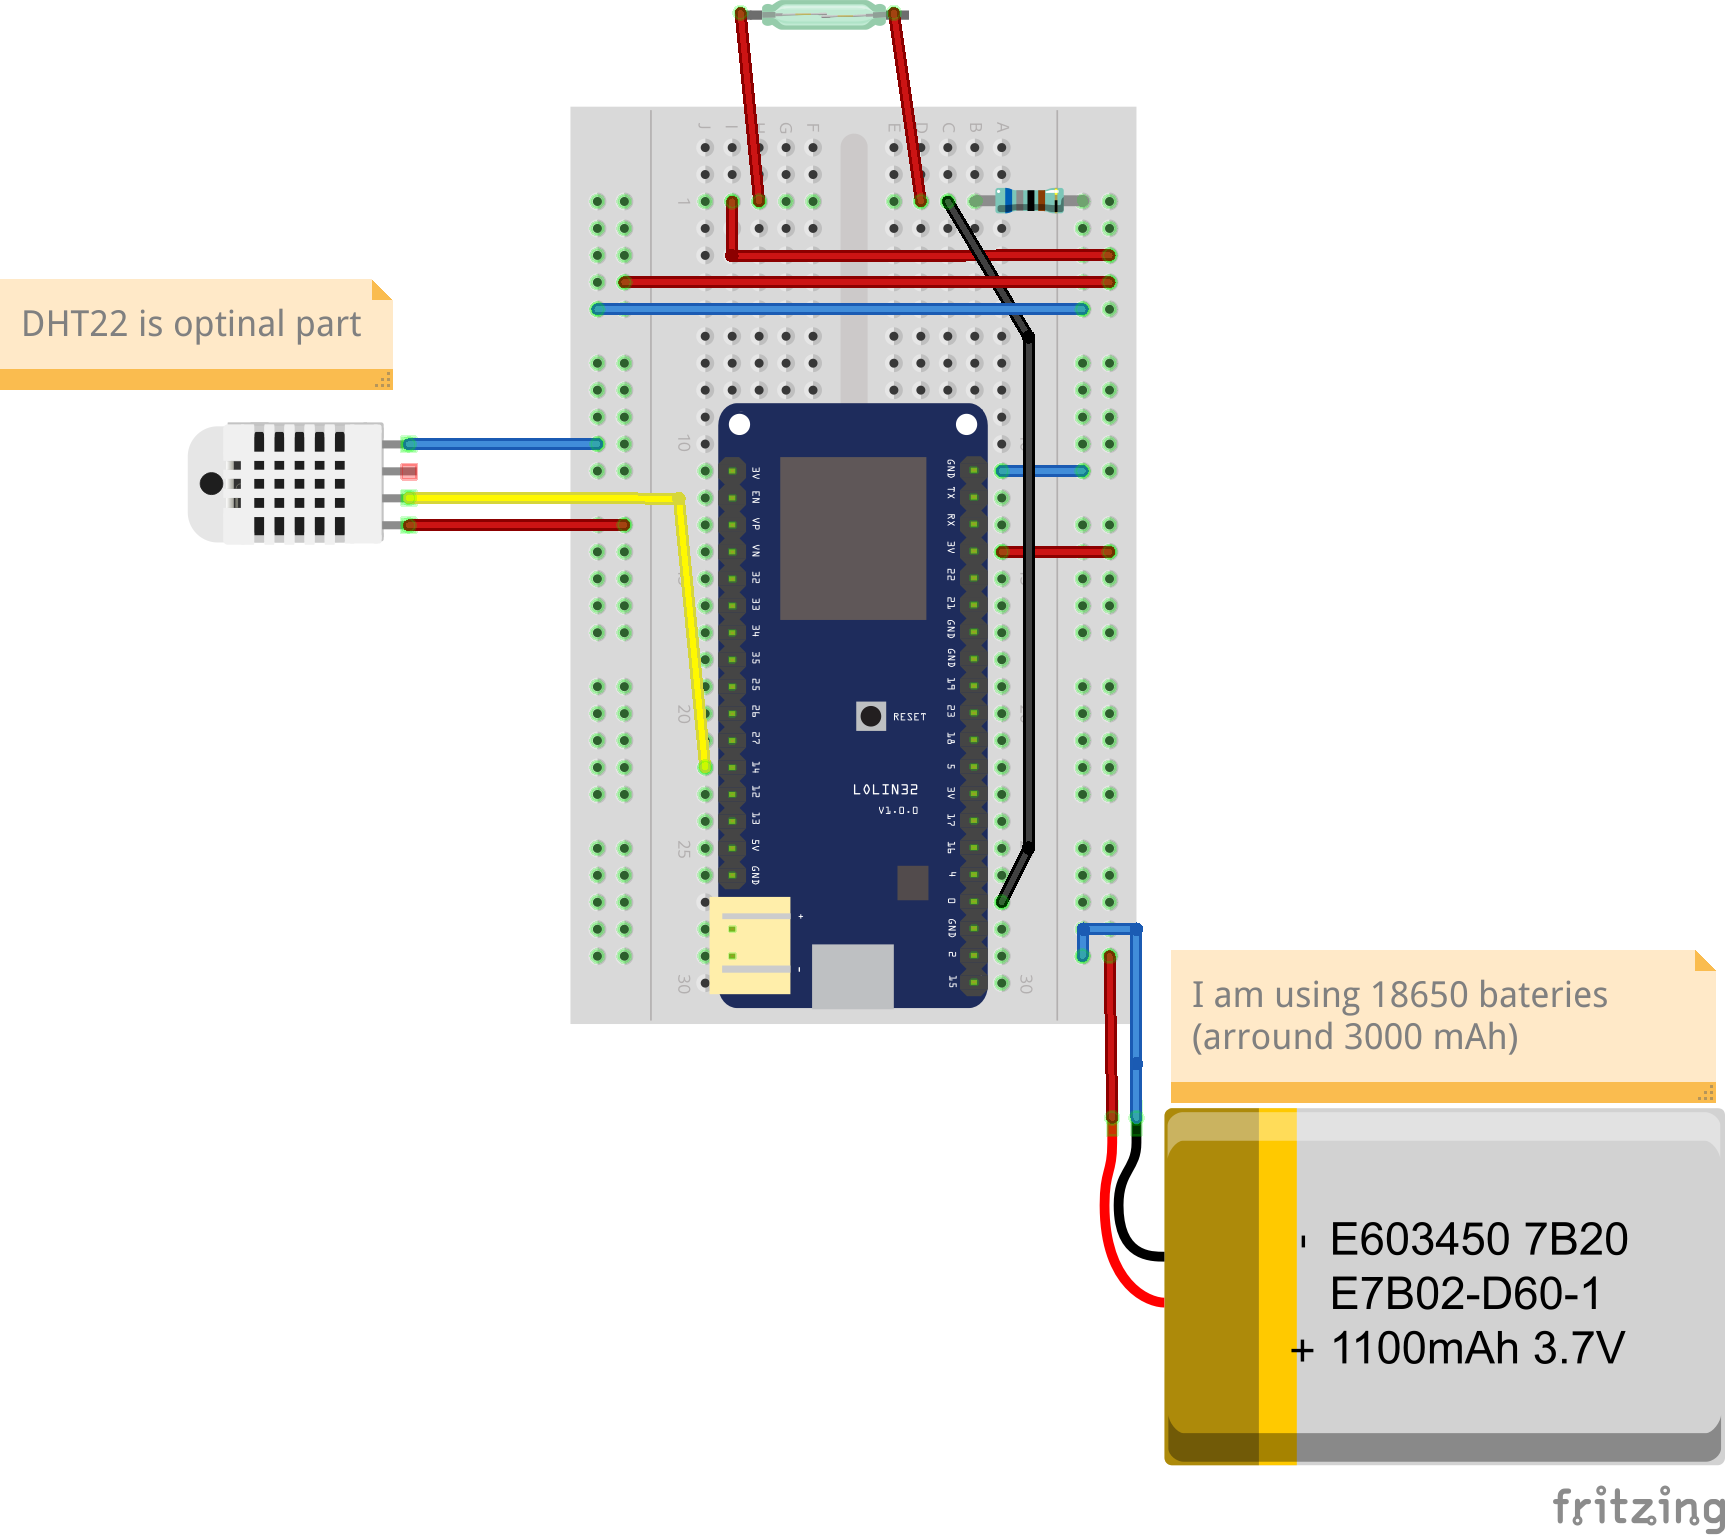 J I H G F E D C B A
1
DHT22 is optinal part
10
3V
EN
VP
VN
32
33
34
35
25
26
27
14
12
13
5V
GND
GND
TX
RX
3V
22
21
GND
GND
19
23
18
5
3V
17
16
4
0
GND
2
15
20
RESET
LOLIN32
V1.0.0
25
+
-
30
30
I am using 18650 bateries
(arround 3000 mAh)
- E603450 7B20
E7B02-D60-1
+ 1100mAh 3.7V
fritzing